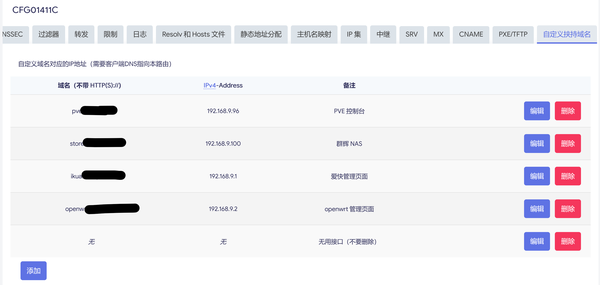 CFG01411C
NSSEC 过滤器 转发 限制 日志 Resolv 和 Hosts 文件 静态地址分配 主机名映射 IP 集 中继 SRV MX CNAME PXE/TFTP 自定义挟持域名
自定义域名对应的IP地址（需要客户端DNS指向本路由）
域名（不带 HTTP(S)://） IPv4-Address 备注
pve 192.168.9.96 PVE 控制台 编辑 删除
store 192.168.9.100 群辉 NAS 编辑 删除
ikua 192.168.9.1 爱快管理页面 编辑 删除
openw 192.168.9.2 openwrt 管理页面 编辑 删除
无 无 无用接口（不要删除） 编辑 删除
添加